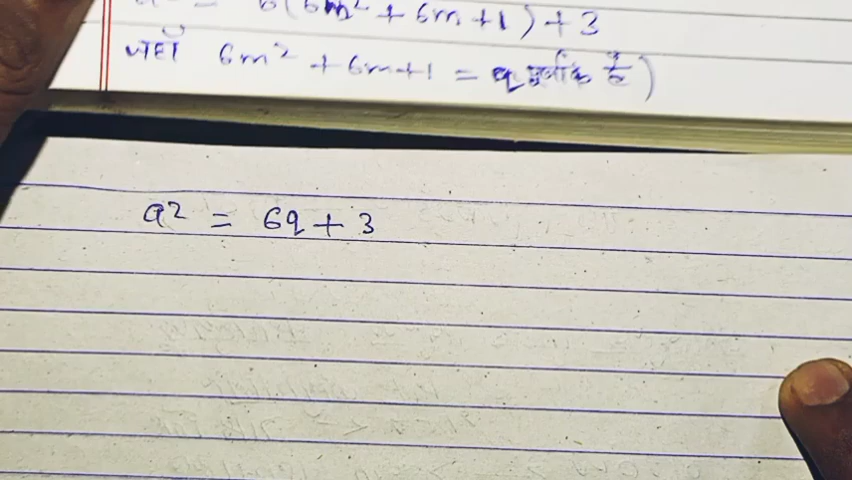 = 6(6m² + 6m + 1) + 3
जहाँ 6m² + 6m+1 = q पूर्णांक है)
a² = 6q + 3